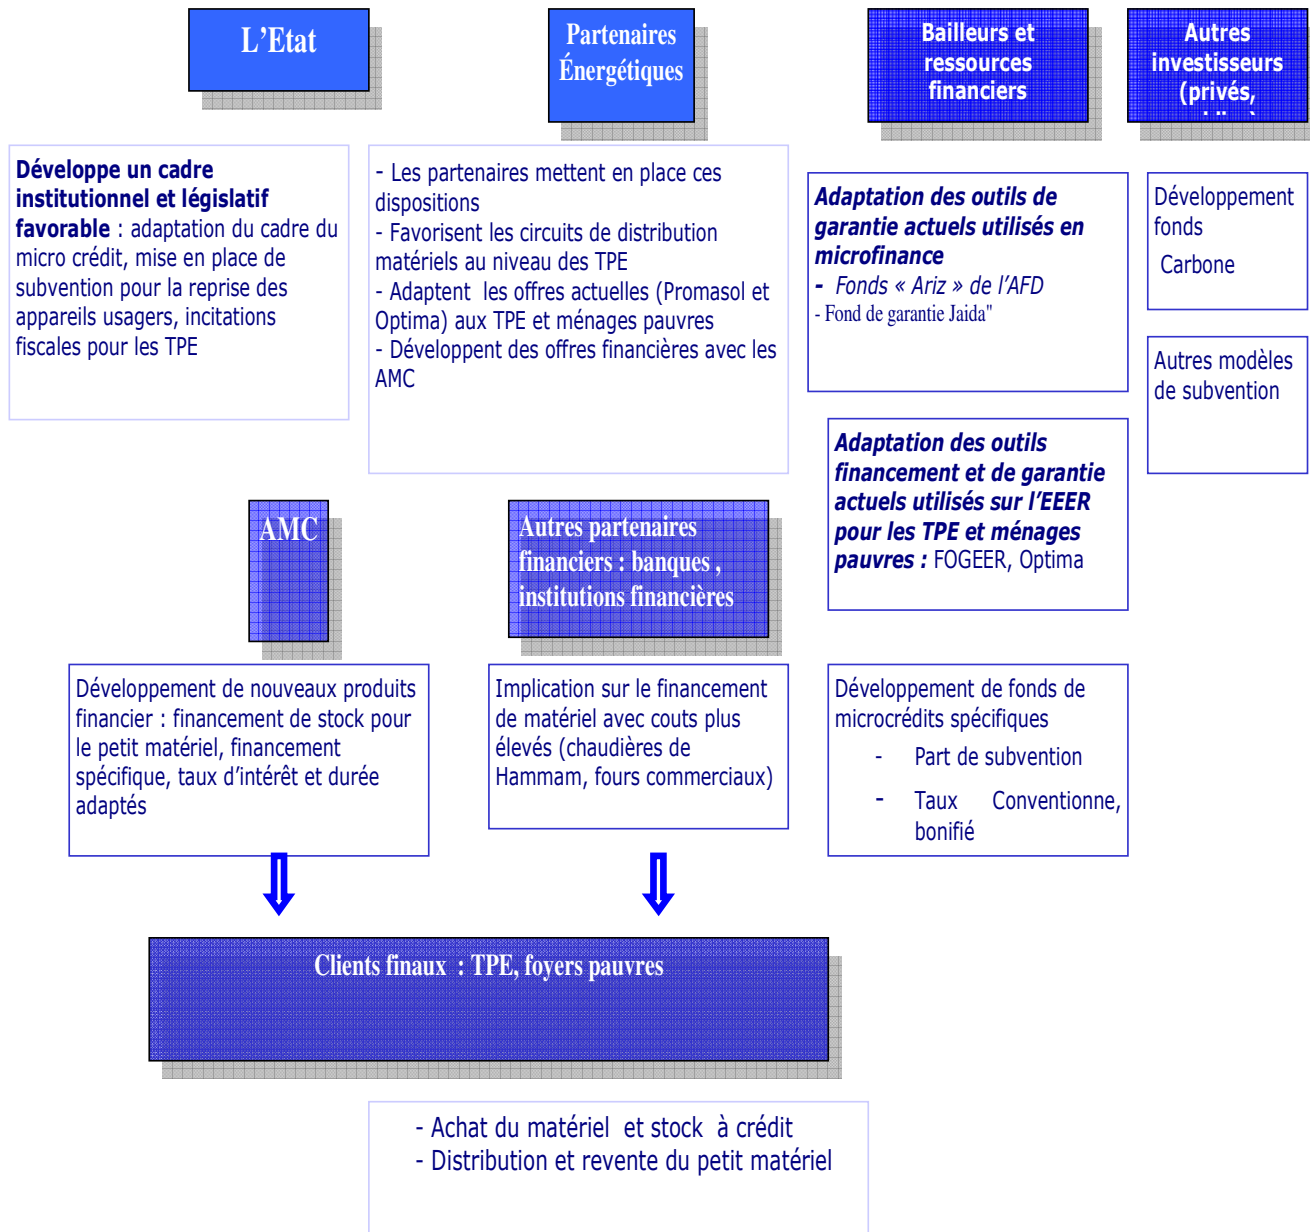 L'Etat
Partenaires
Énergétiques
Bailleurs et
ressources
financiers
Autres
investisseurs
(privés,
Développe un cadre
institutionnel et législatif
favorable : adaptation du cadre du
micro crédit, mise en place de
subvention pour la reprise des
appareils usagers, incitations
fiscales pour les TPE
- Les partenaires mettent en place ces
dispositions
- Favorisent les circuits de distribution
matériels au niveau des TPE
- Adaptent les offres actuelles (Promasol et
Optima) aux TPE et ménages pauvres
- Développent des offres financières avec les
AMC
Adaptation des outils de
garantie actuels utilisés en
microfinance
- Fonds « Ariz » de l'AFD
- Fond de garantie Jaida"
Développement
fonds
Carbone
Autres modèles
de subvention
Adaptation des outils
financement et de garantie
actuels utilisés sur l'EEER
pour les TPE et ménages
pauvres : FOGEER, Optima
AMC
Autres partenaires
financiers : banques ,
institutions financières
Développement de nouveaux produits
financier : financement de stock pour
le petit matériel, financement
spécifique, taux d'intérêt et durée
adaptés
Implication sur le financement
de matériel avec couts plus
élevés (chaudières de
Hammam, fours commerciaux)
Développement de fonds de
microcrédits spécifiques
- Part de subvention
- Taux Conventionne,
bonifié
Clients finaux : TPE, foyers pauvres
- Achat du matériel et stock à crédit
- Distribution et revente du petit matériel